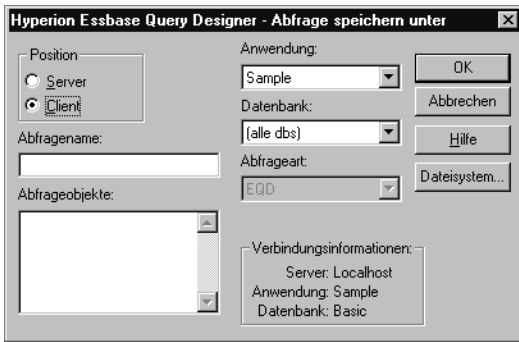 Hyperion Essbase Query Designer - Abfrage speichern unter
Position
Server
Client
Abfragename:
Abfrageobjekte:
Anwendung:
Sample
Datenbank:
(alle dbs)
Abfrageart:
EQD
Verbindungsinformationen:
Server: Localhost
Anwendung: Sample
Datenbank: Basic
OK
Abbrechen
Hilfe
Dateisystem...